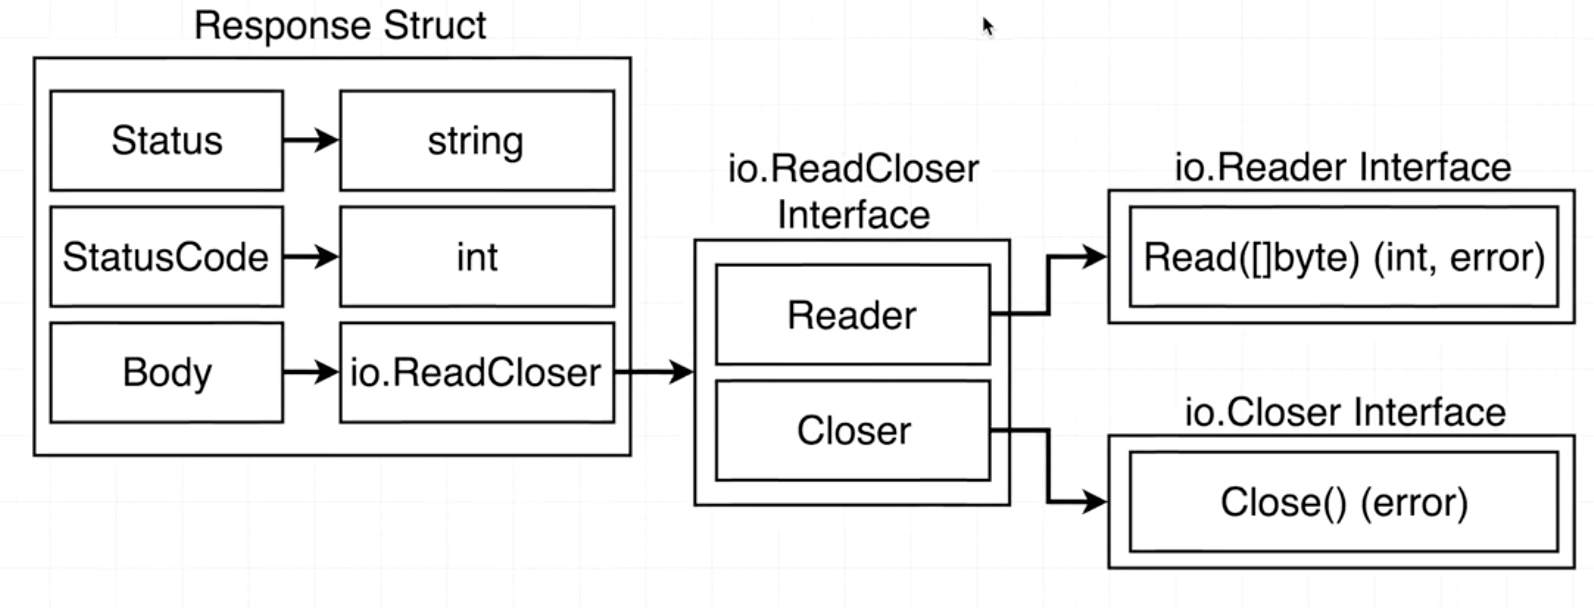 Response Struct
Status
string
StatusCode
int
Body
io.ReadCloser
io.ReadCloser
Interface
Reader
Closer
io.Reader Interface
Read([]byte) (int, error)
io.Closer Interface
Close() (error)